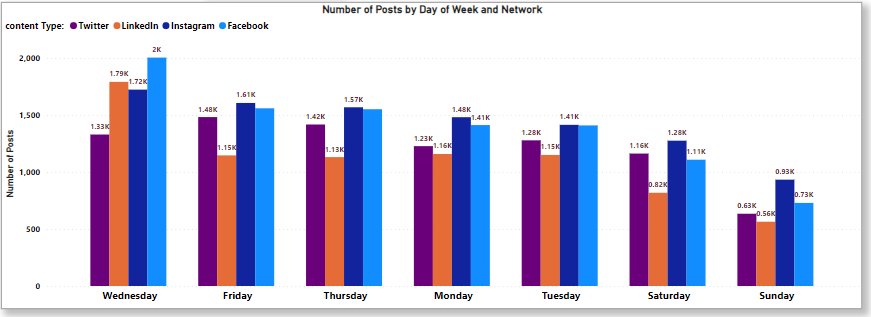 Number of Posts by Day of Week and Network
content Type: Twitter LinkedIn Instagram Facebook
Number of Posts
2,000
1,500
1,000
500
0
1.33K 1.79K 1.72K 2K
1.48K 1.15K 1.61K
1.42K 1.13K 1.57K
1.23K 1.16K 1.48K 1.41K
1.28K 1.15K 1.41K
1.16K 0.82K 1.28K 1.11K
0.63K 0.56K 0.93K 0.73K
Wednesday Friday Thursday Monday Tuesday Saturday Sunday